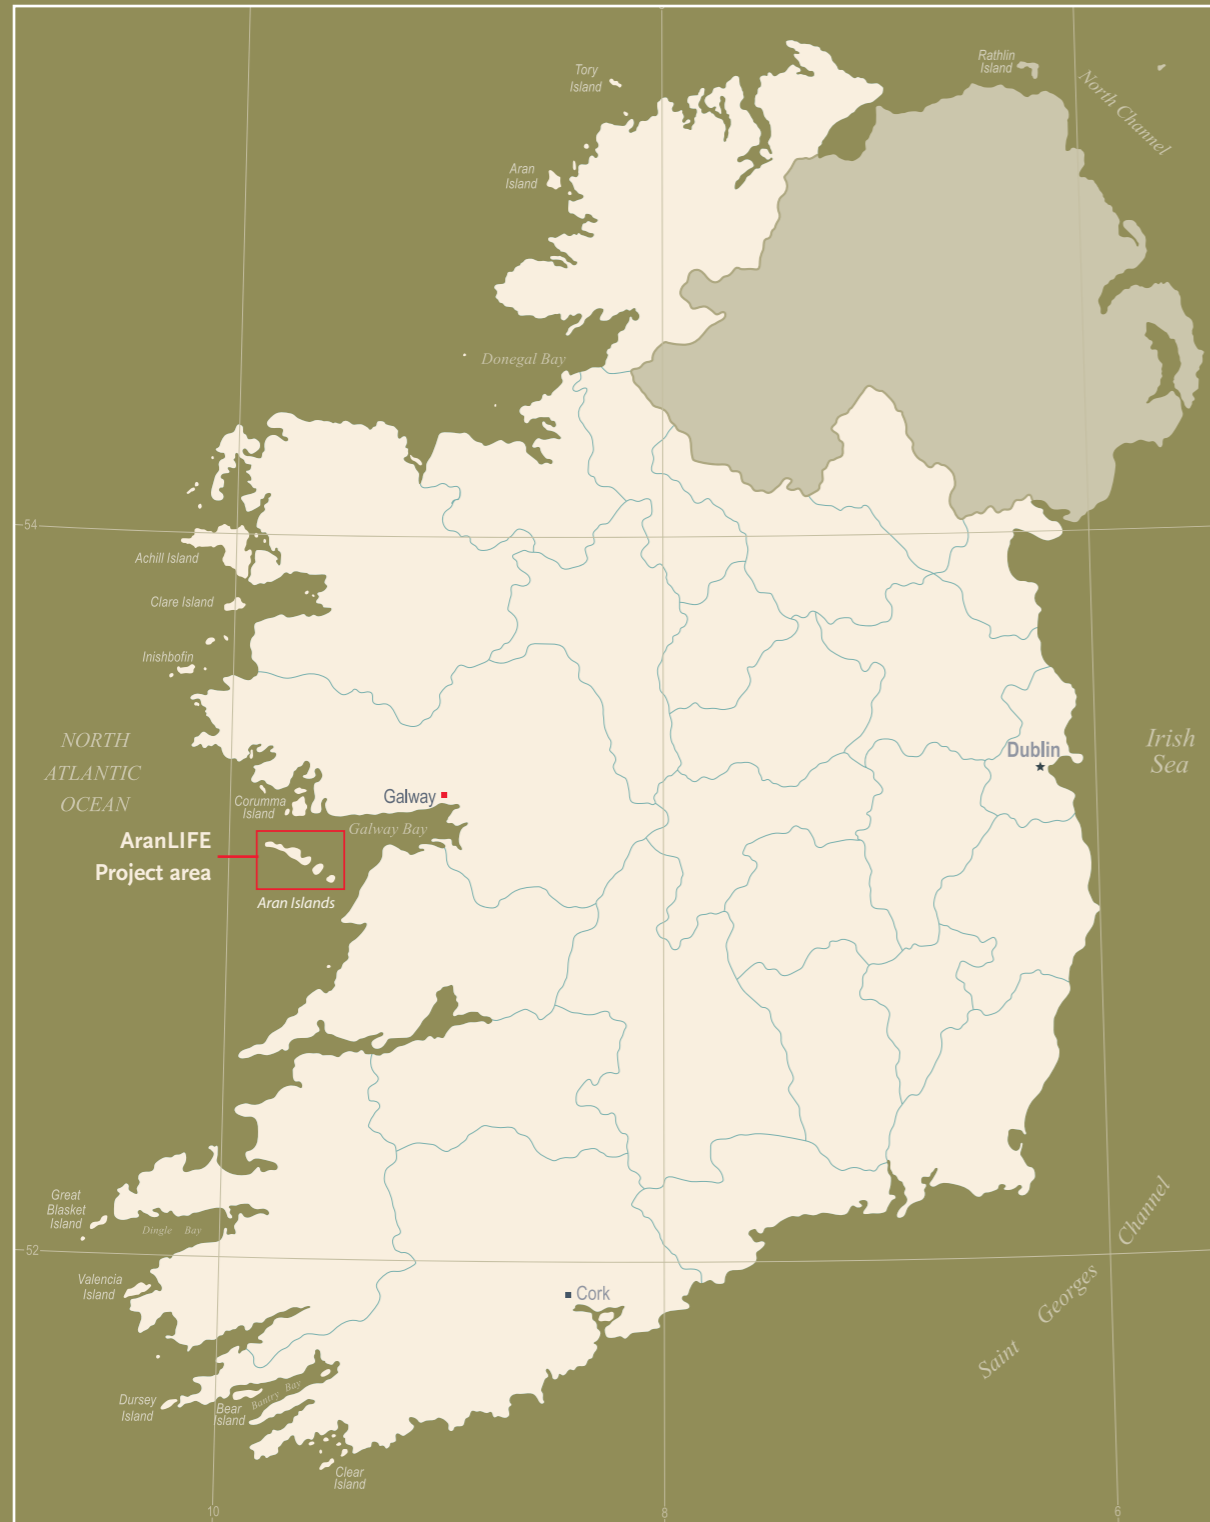 Tory
Island
Rathlin
Island
North Channel
Aran
Island
Donegal Bay
54
Achill Island
Clare Island
Inishbofin
NORTH
ATLANTIC
OCEAN
Irish
Sea
Dublin
Galway
Corumma
Island
Galway Bay
AranLIFE
Project area
Aran Islands
Great
Blasket
Island
Dingle Bay
52
Valencia
Island
Cork
Saint Georges Channel
Dursey
Island
Bear
Island
Bantry Bay
Clear
Island
10
8
6